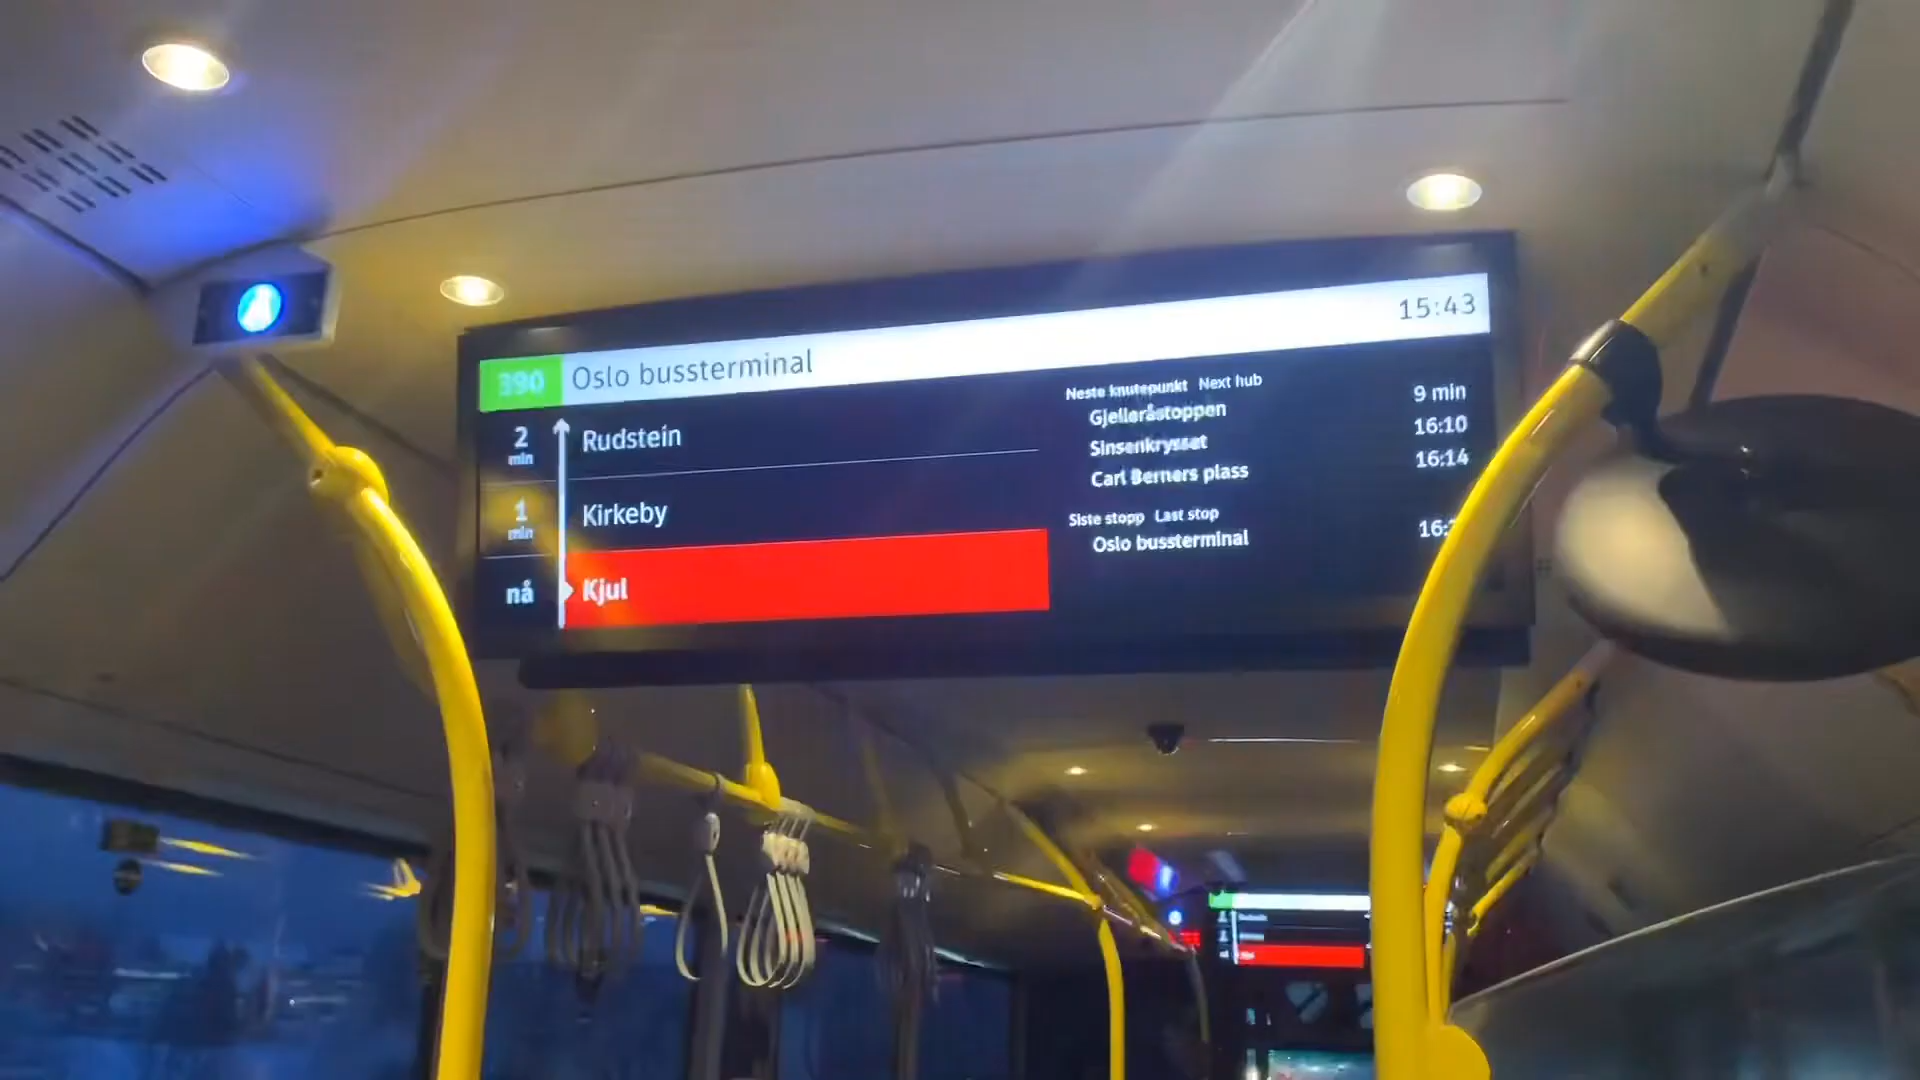 390 Oslo bussterminal 15:43
2 min Rudstein
1 min Kirkeby
nå Kjul
Neste knutepunkt Next hub
Gjelleråstoppen 9 min
Sinsenkrysset 16:10
Carl Berners plass 16:14
Siste stopp Last stop
Oslo bussterminal